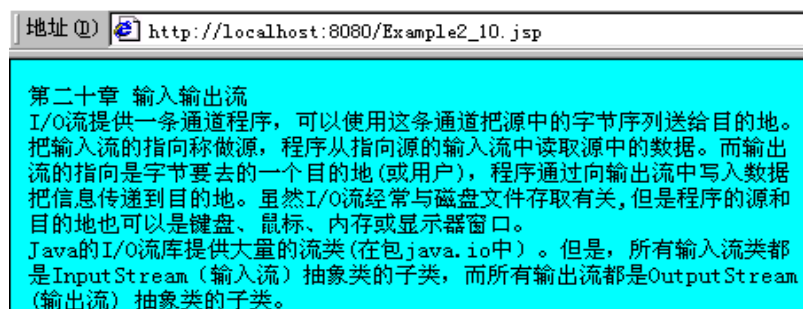 地址(D) http://localhost:8080/Example2_10.jsp
第二十章 输入输出流
I/O流提供一条通道程序，可以使用这条通道把源中的字节序列送给目的地。
把输入流的指向称做源，程序从指向源的输入流中读取源中的数据。而输出
流的指向是字节要去的一个目的地(或用户)，程序通过向输出流中写入数据
把信息传递到目的地。虽然I/O流经常与磁盘文件存取有关,但是程序的源和
目的地也可以是键盘、鼠标、内存或显示器窗口。
Java的I/O流库提供大量的流类(在包java.io中）。但是，所有输入流类都
是InputStream（输入流）抽象类的子类，而所有输出流都是OutputStream
(输出流) 抽象类的子类。